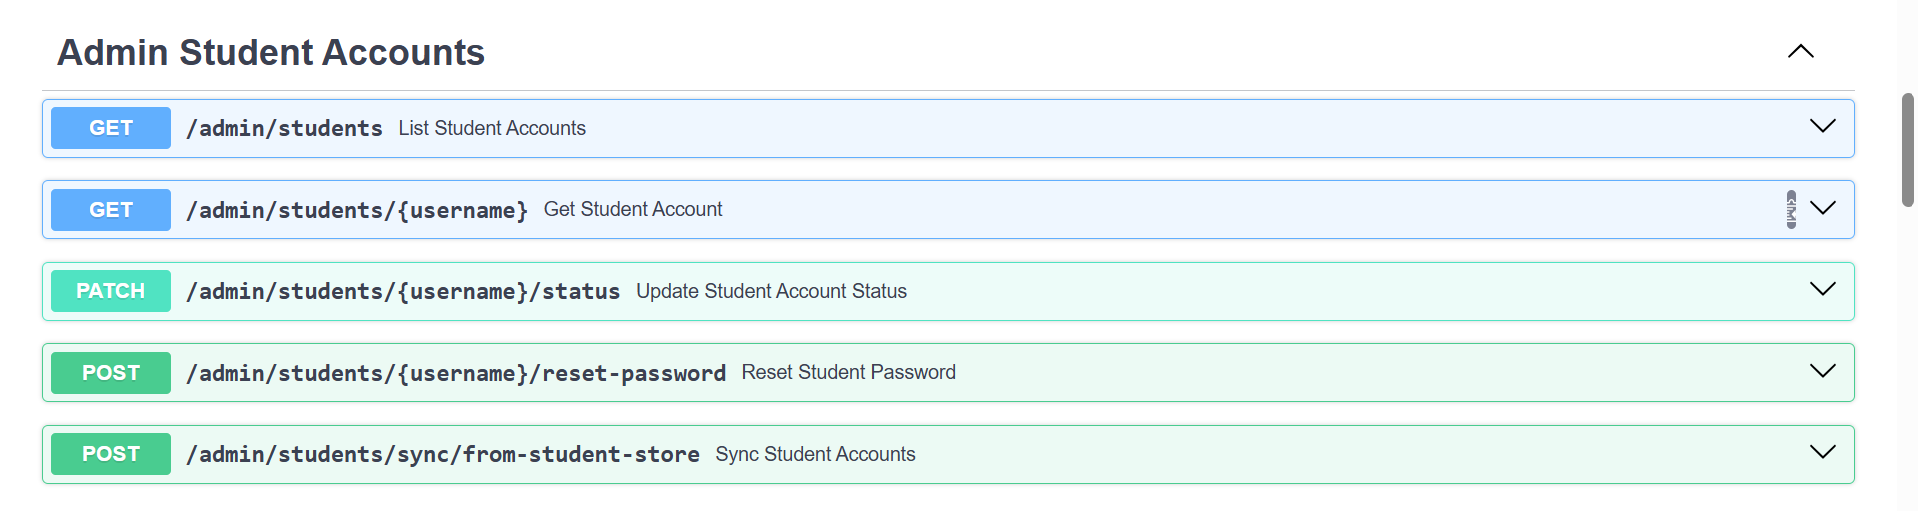 Admin Student Accounts
GET /admin/students List Student Accounts
GET /admin/students/{username} Get Student Account
PATCH /admin/students/{username}/status Update Student Account Status
POST /admin/students/{username}/reset-password Reset Student Password
POST /admin/students/sync/from-student-store Sync Student Accounts